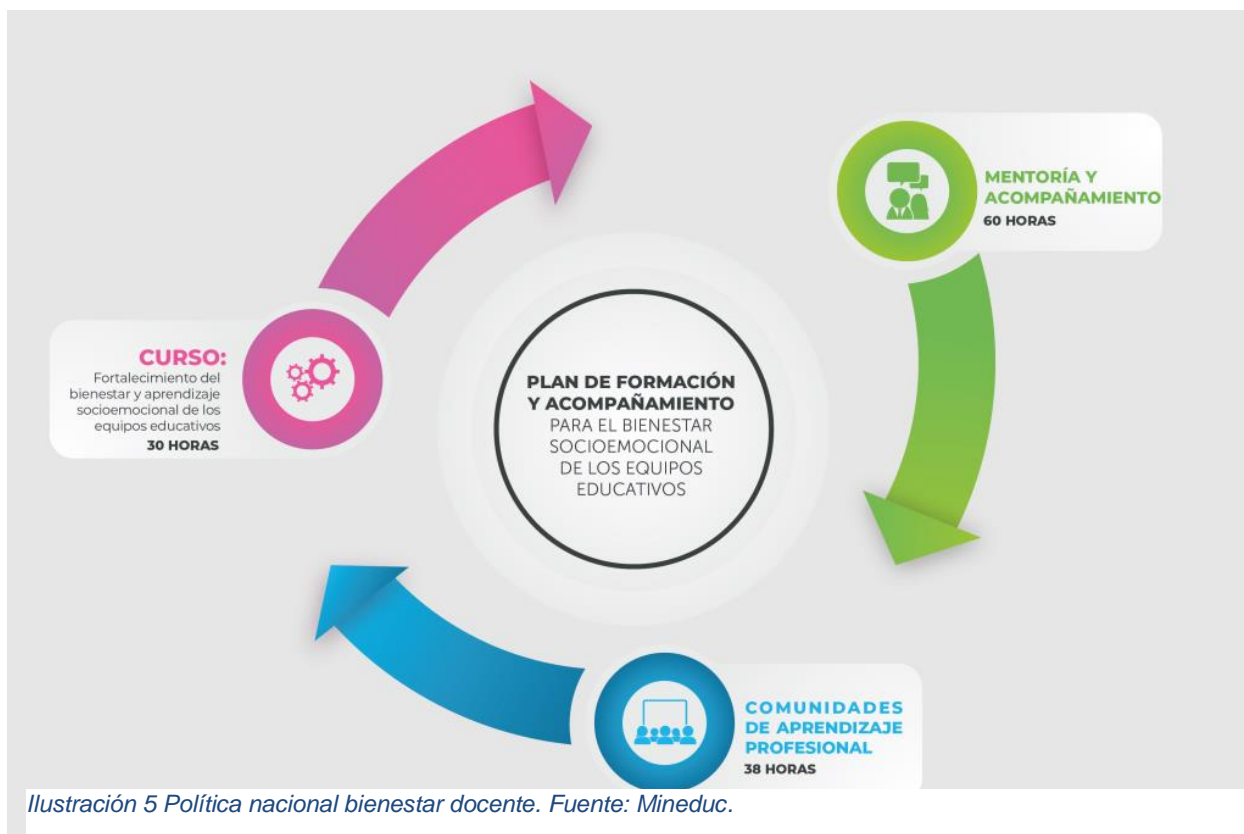 MENTORÍA Y
ACOMPAÑAMIENTO
60 HORAS
CURSO:
Fortalecimiento del
bienestar y aprendizaje
socioemocional de los
equipos educativos
30 HORAS
PLAN DE FORMACIÓN
Y ACOMPAÑAMIENTO
PARA EL BIENESTAR
SOCIOEMOCIONAL
DE LOS EQUIPOS
EDUCATIVOS
COMUNIDADES
DE APRENDIZAJE
PROFESIONAL
38 HORAS
Ilustración 5 Política nacional bienestar docente. Fuente: Mineduc.